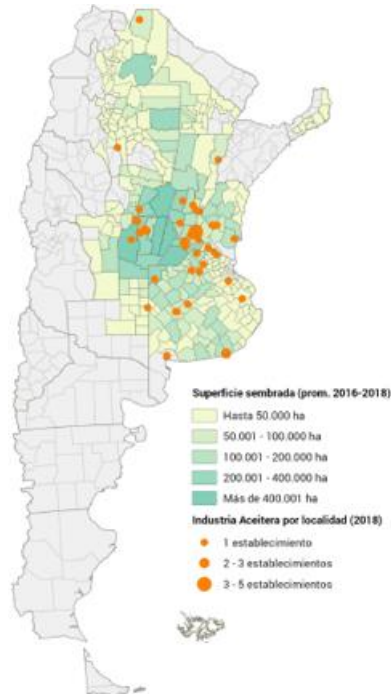 Superficie sembrada (prom. 2016-2018)
Hasta 50.000 ha
50.001 - 100.000 ha
100.001 - 200.000 ha
200.001 - 400.000 ha
Más de 400.001 ha
Industria Aceitera por localidad (2018)
1 establecimiento
2 - 3 establecimientos
3 - 5 establecimientos